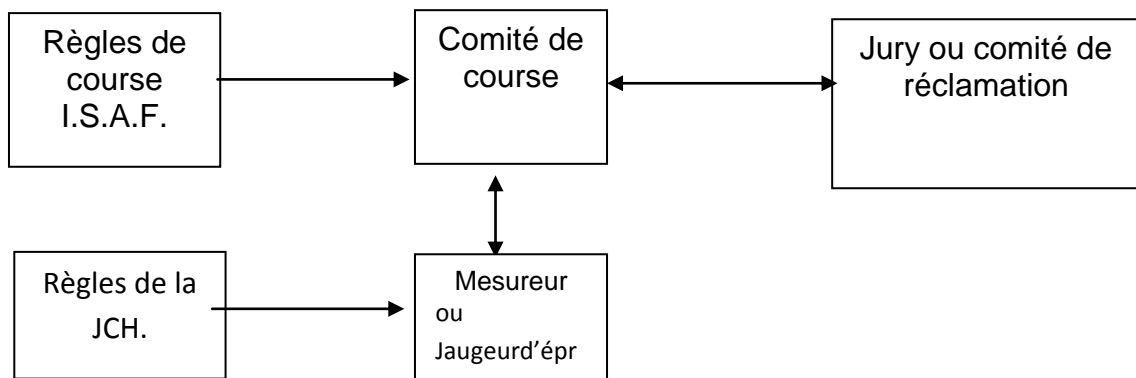 Règles de
course
I.S.A.F.
Comité de
course
Jury ou comité de
réclamation
Règles de la
JCH.
Mesureur
ou
Jaugeurd'épr